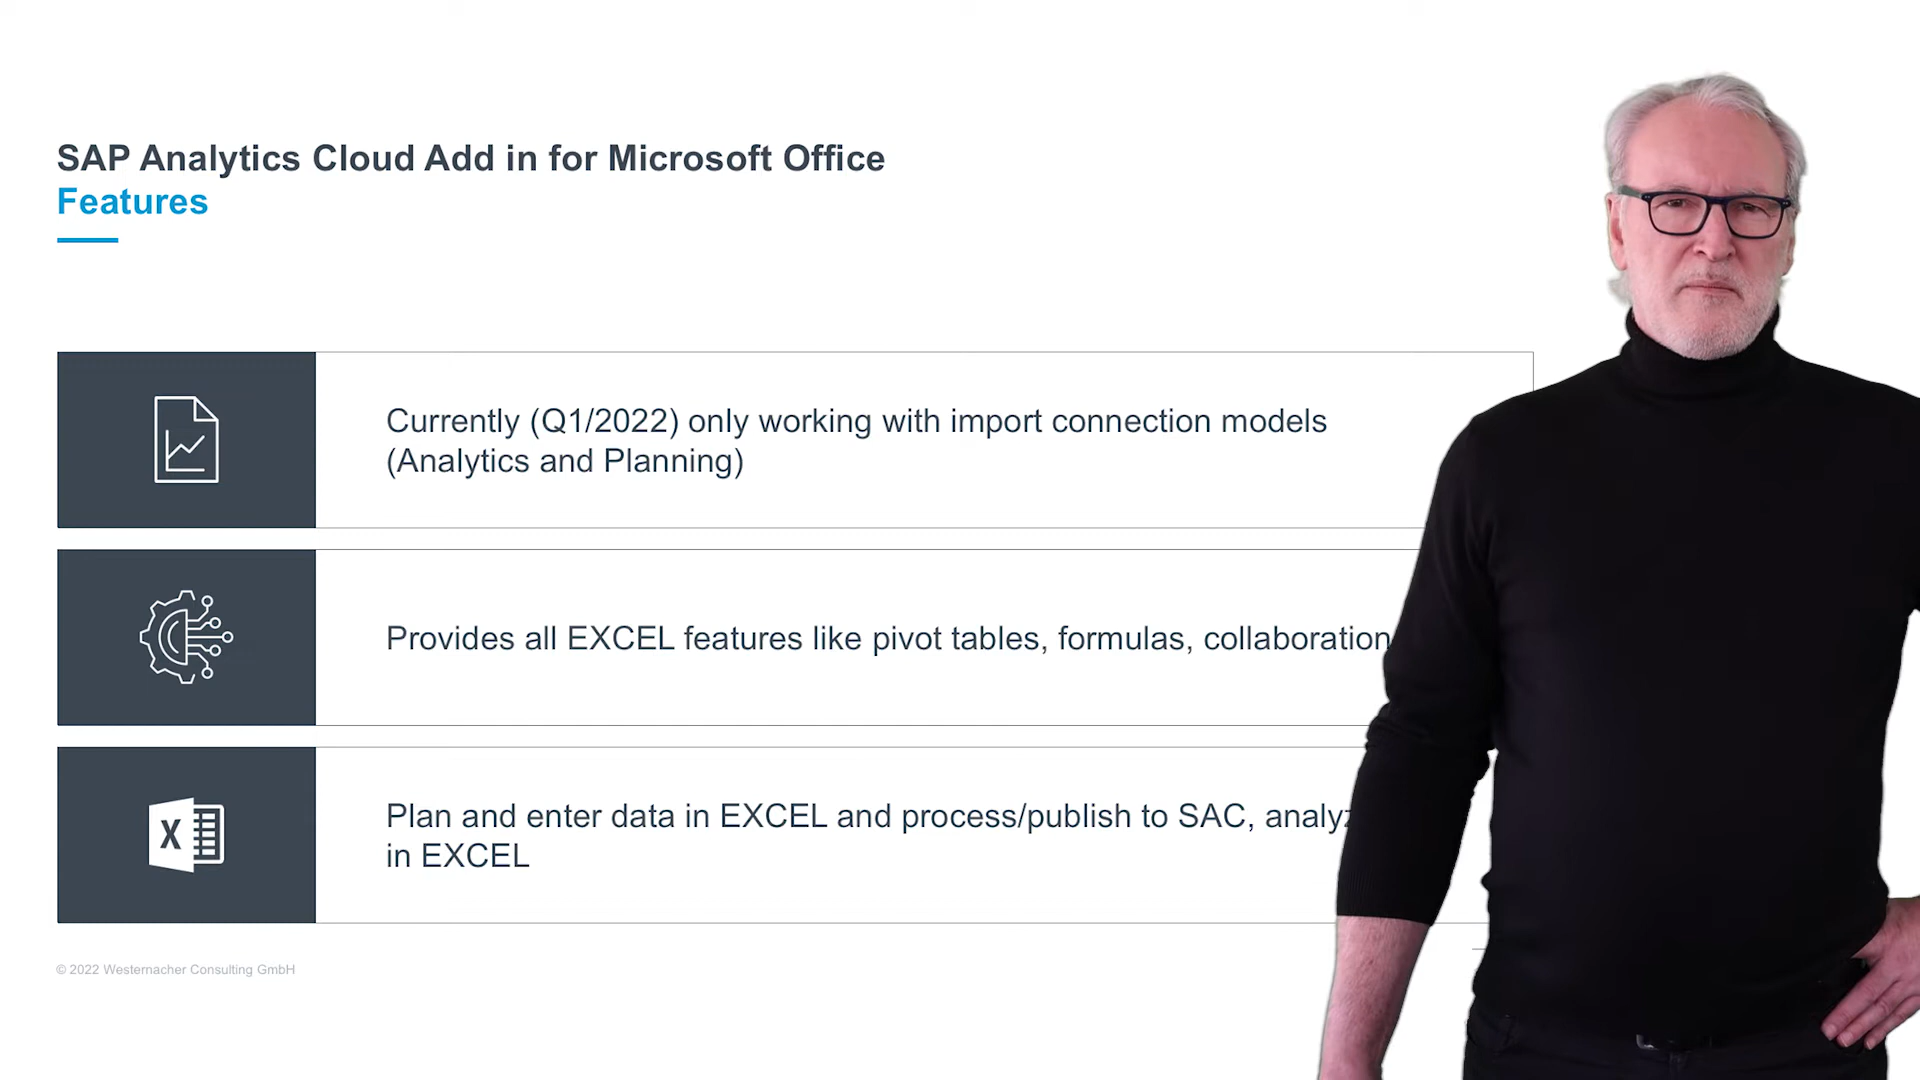 SAP Analytics Cloud Add in for Microsoft Office
Features
Currently (Q1/2022) only working with import connection models
(Analytics and Planning)
Provides all EXCEL features like pivot tables, formulas, collaboration
Plan and enter data in EXCEL and process/publish to SAC,
in EXCEL
X
© 2022 Westernacher Consulting GmbH